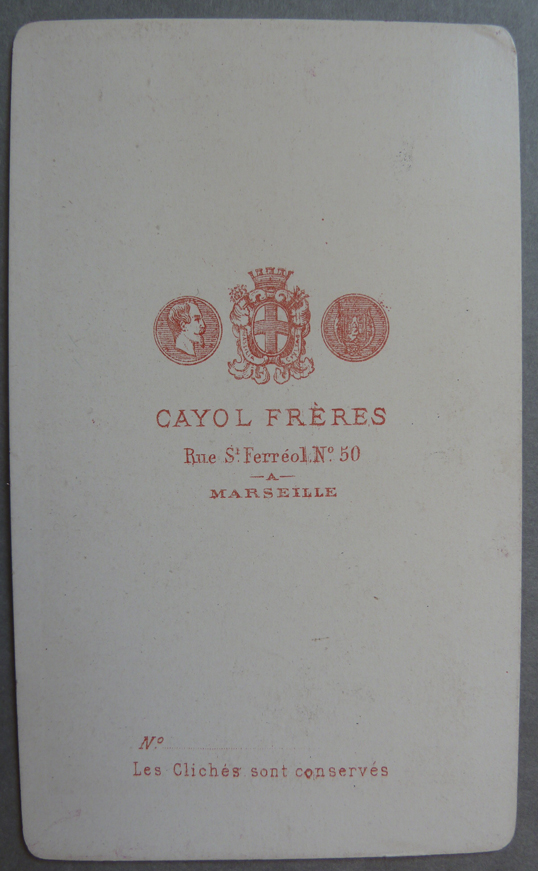 CAYOL FRÈRES
Rue St Ferréol. No 50
—A—
MARSEILLE
No
Les Clichés sont conservés